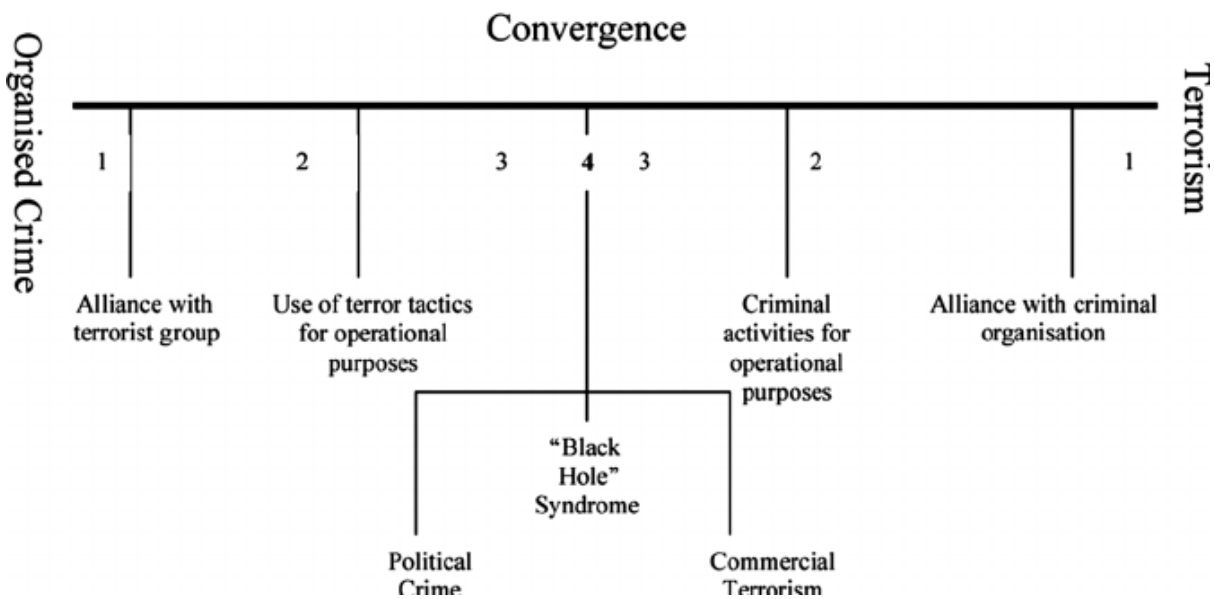 Convergence
Organised Crime
Terrorism
1
2
3
4
3
2
1
Alliance with
terrorist group
Use of terror tactics
for operational
purposes
Criminal
activities for
operational
purposes
Alliance with criminal
organisation
“Black
Hole”
Syndrome
Political
Crime
Commercial
Terrorism